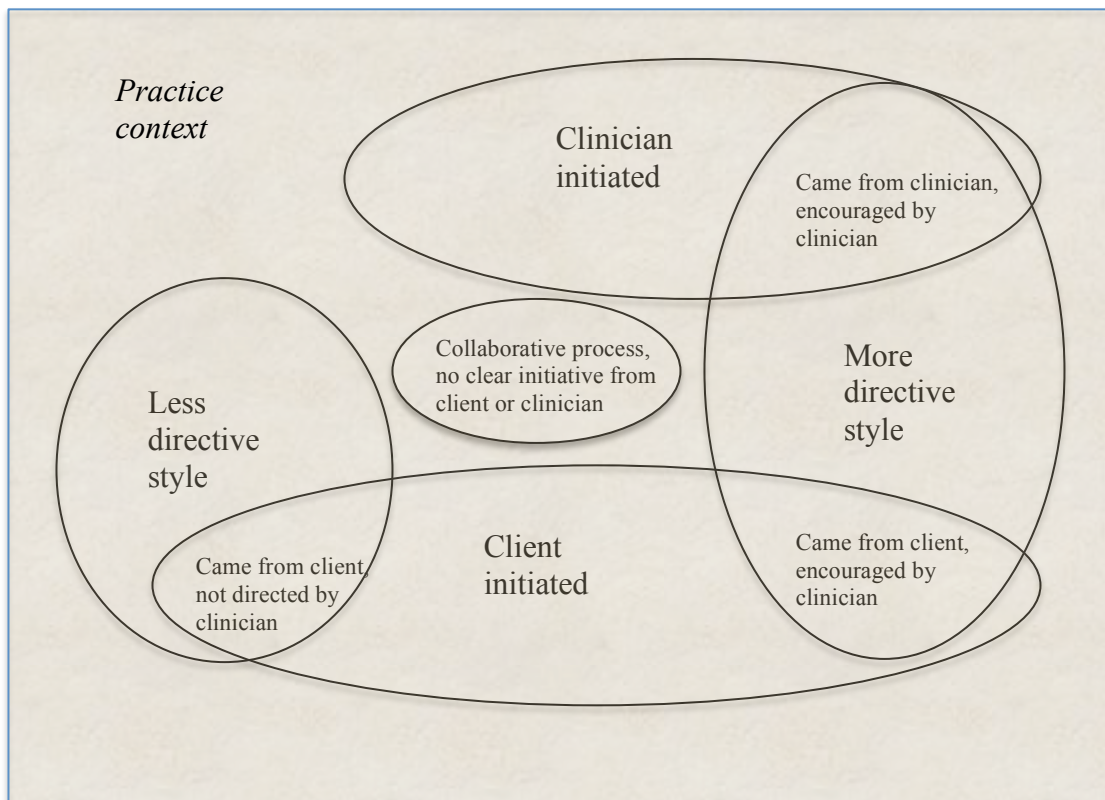 Practice
context
Clinician
initiated
Came from clinician,
encouraged by
clinician
Collaborative process,
no clear initiative from
client or clinician
More
directive
style
Less
directive
style
Client
initiated
Came from client,
encouraged by
clinician
Came from client,
not directed by
clinician